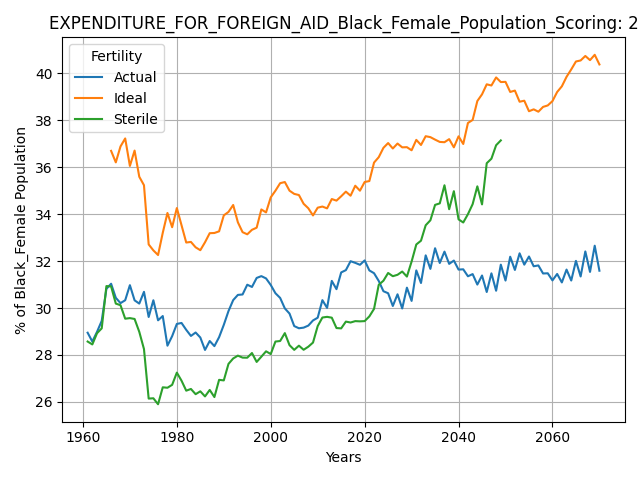 EXPENDITURE_FOR_FOREIGN_AID_Black_Female_Population_Scoring: 2
Fertility
Actual
Ideal
Sterile
% of Black_Female Population
40
38
36
34
32
30
28
26
1960
1980
2000
2020
2040
2060
Years